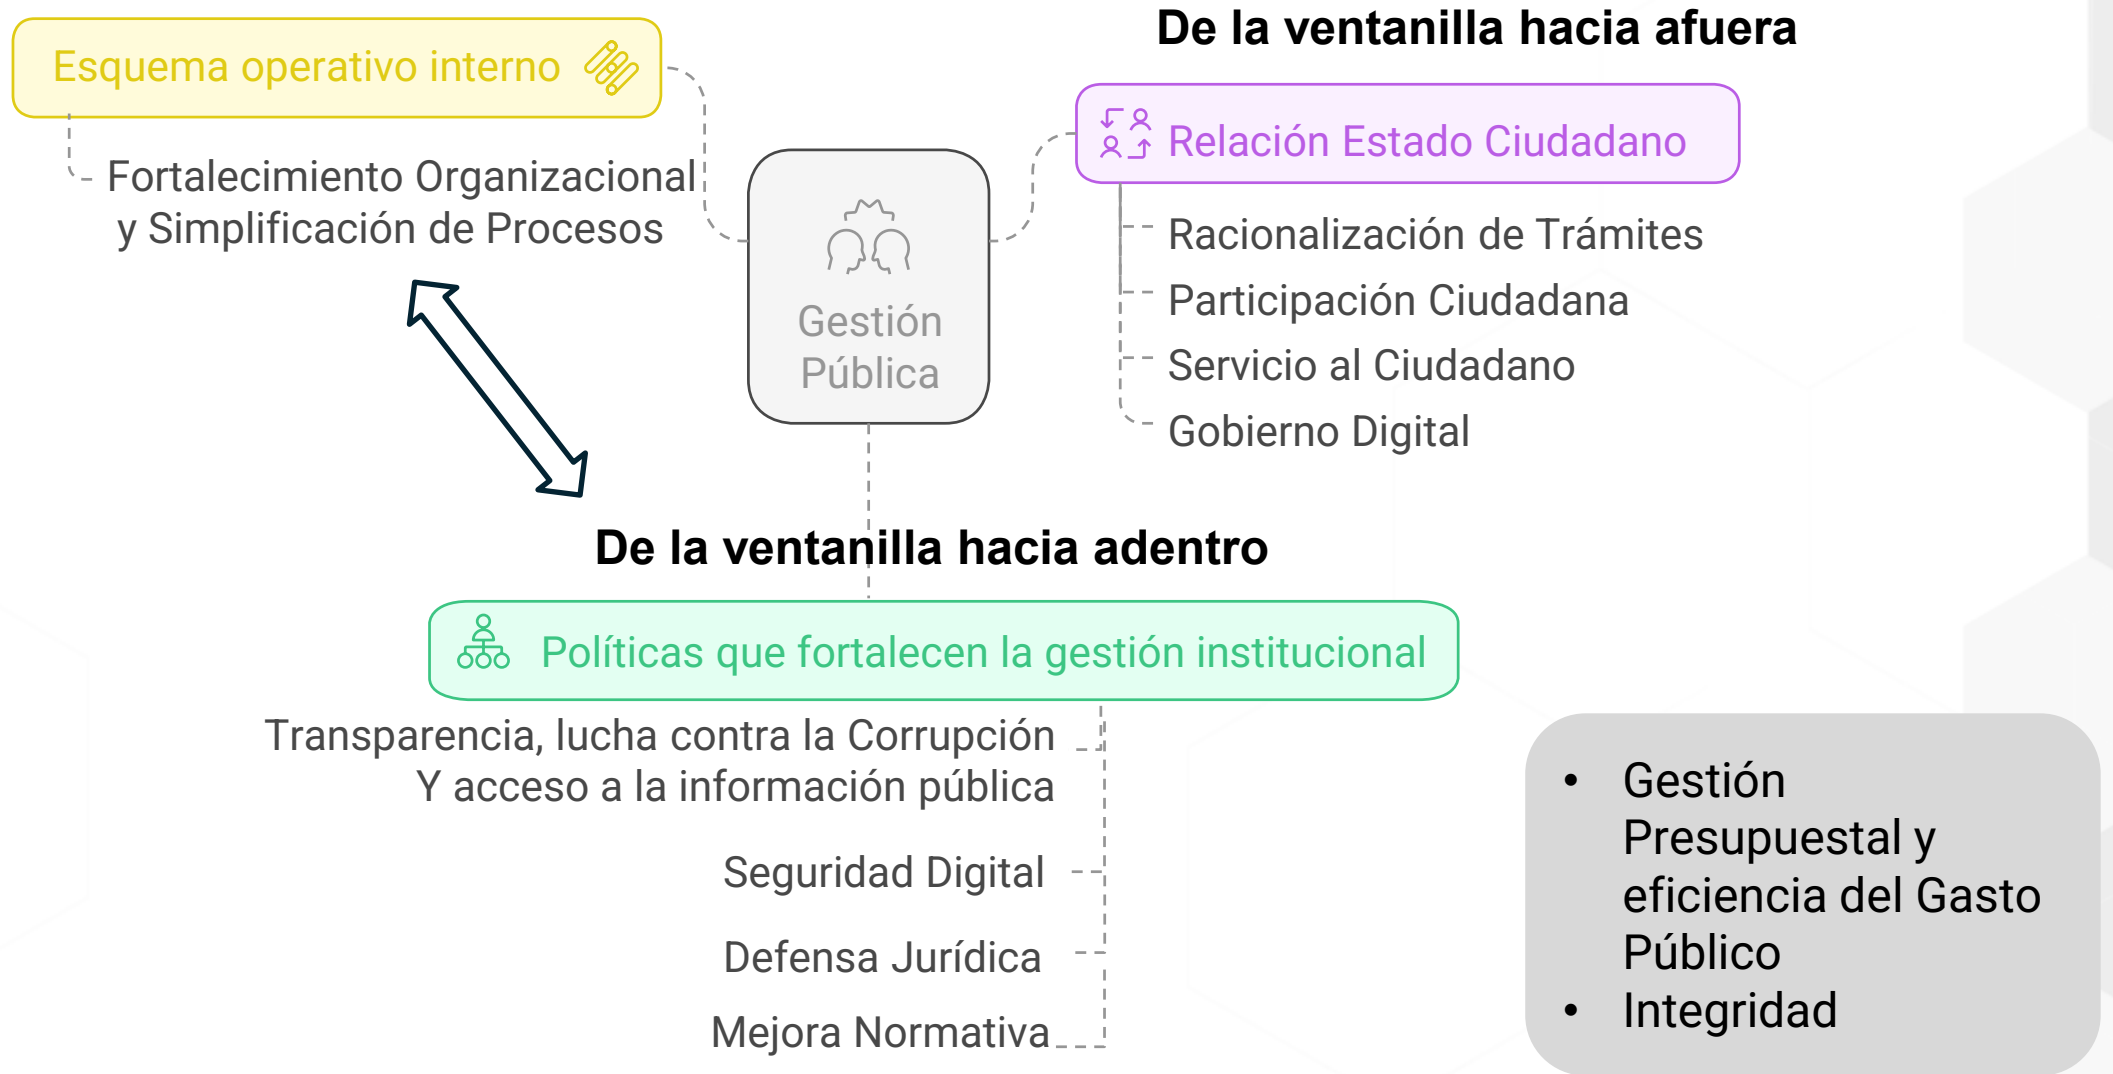 Esquema operativo interno
Fortalecimiento Organizacional
y Simplificación de Procesos
Gestión
Pública
De la ventanilla hacia afuera
Relación Estado Ciudadano
Racionalización de Trámites
Participación Ciudadana
Servicio al Ciudadano
Gobierno Digital
De la ventanilla hacia adentro
Políticas que fortalecen la gestión institucional
Transparencia, lucha contra la Corrupción
Y acceso a la información pública
Seguridad Digital
Defensa Jurídica
Mejora Normativa
• Gestión
Presupuestal y
eficiencia del Gasto
Público
• Integridad